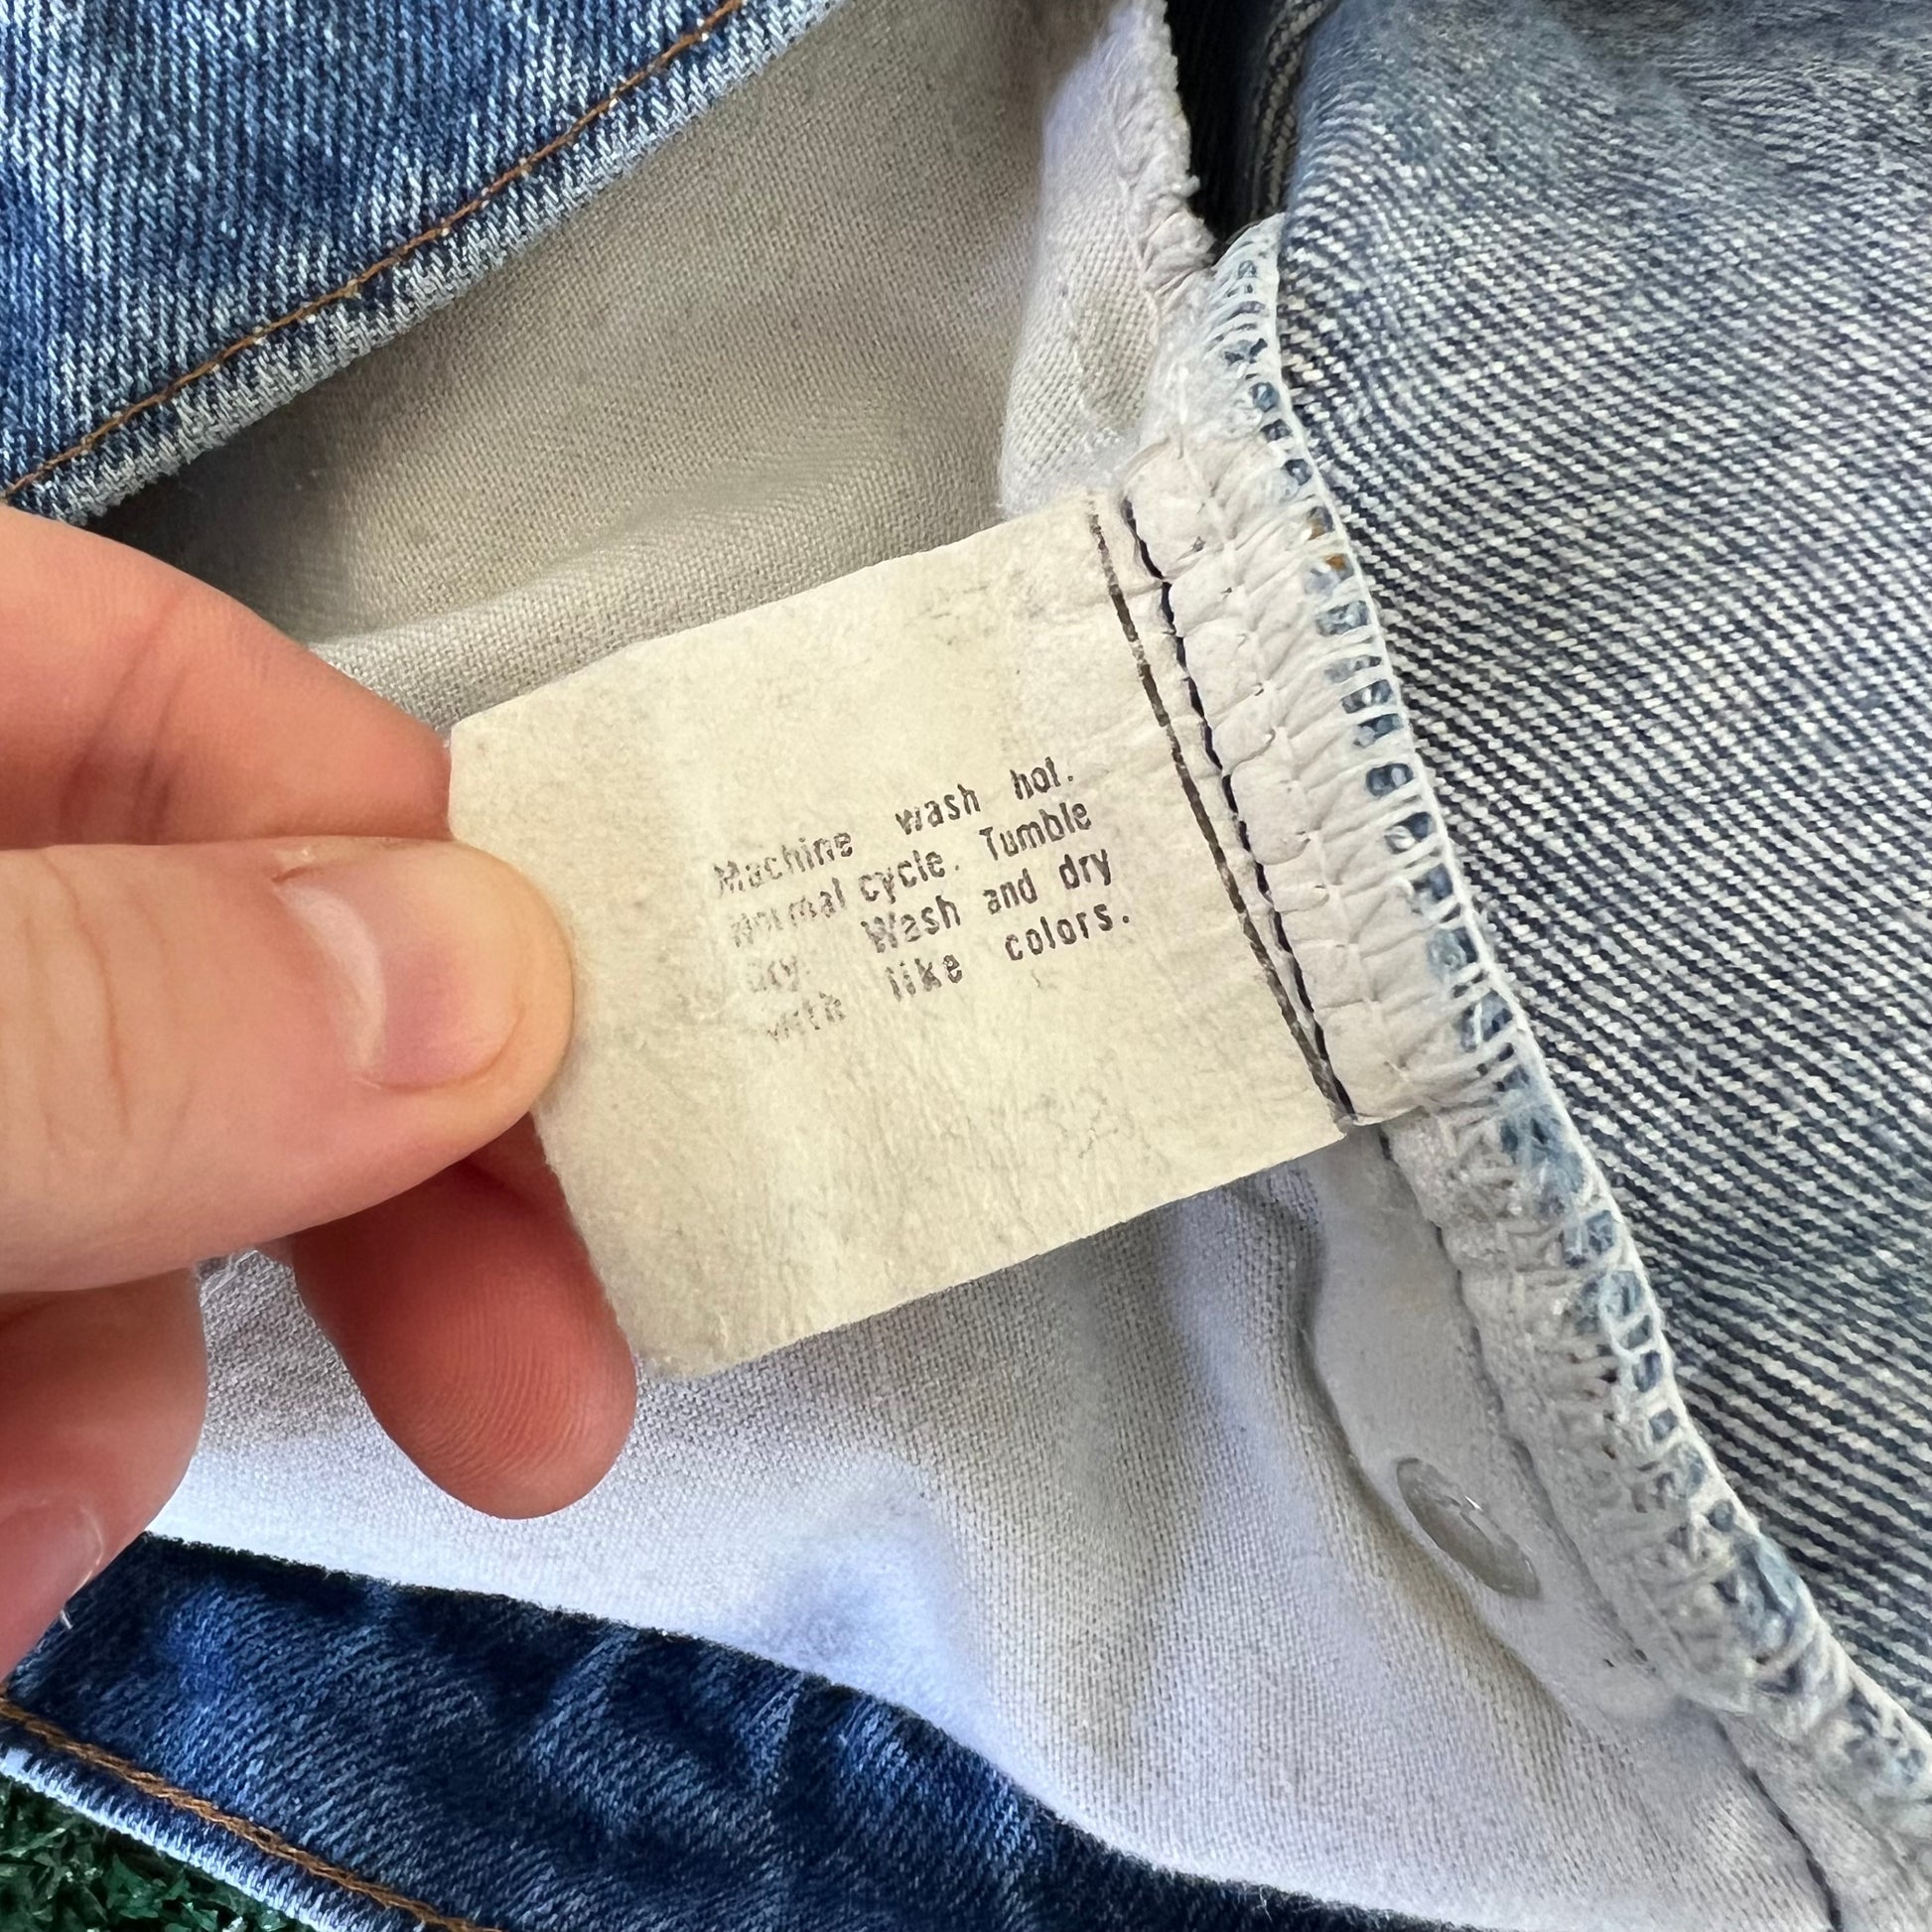 Machine wash hot.
normal cycle. Tumble
dry. Wash and dry
with like colors.